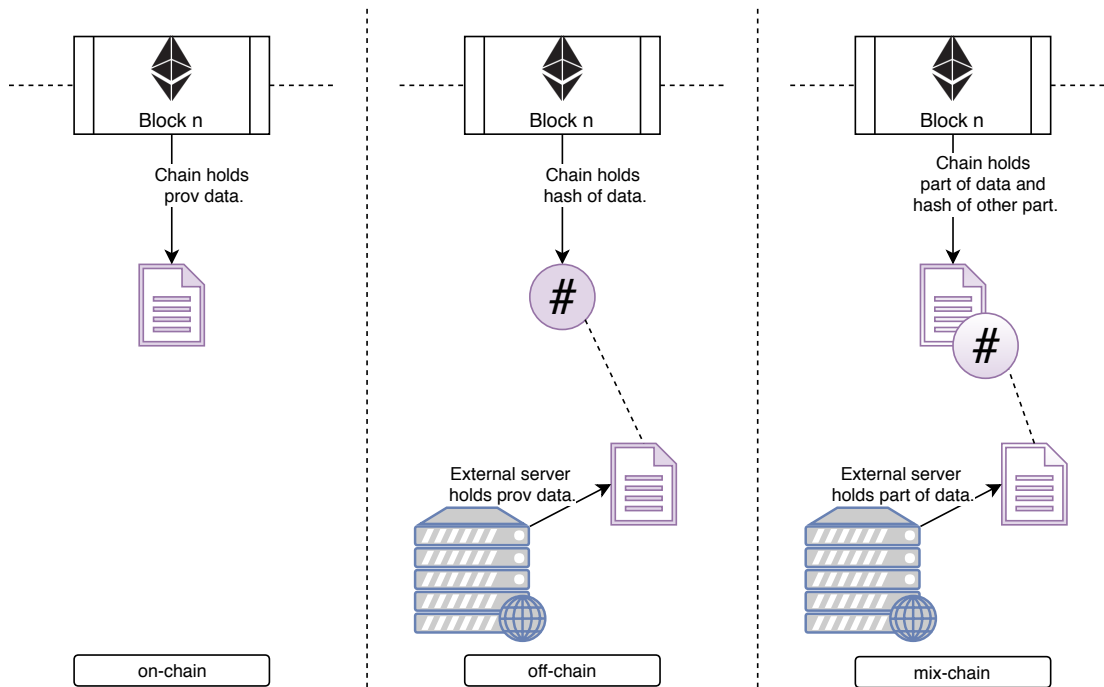 Block n
Chain holds
prov data.
on-chain
Block n
Chain holds
hash of data.
#
External server
holds prov data.
off-chain
Block n
Chain holds
part of data and
hash of other part.
#
External server
holds part of data.
mix-chain